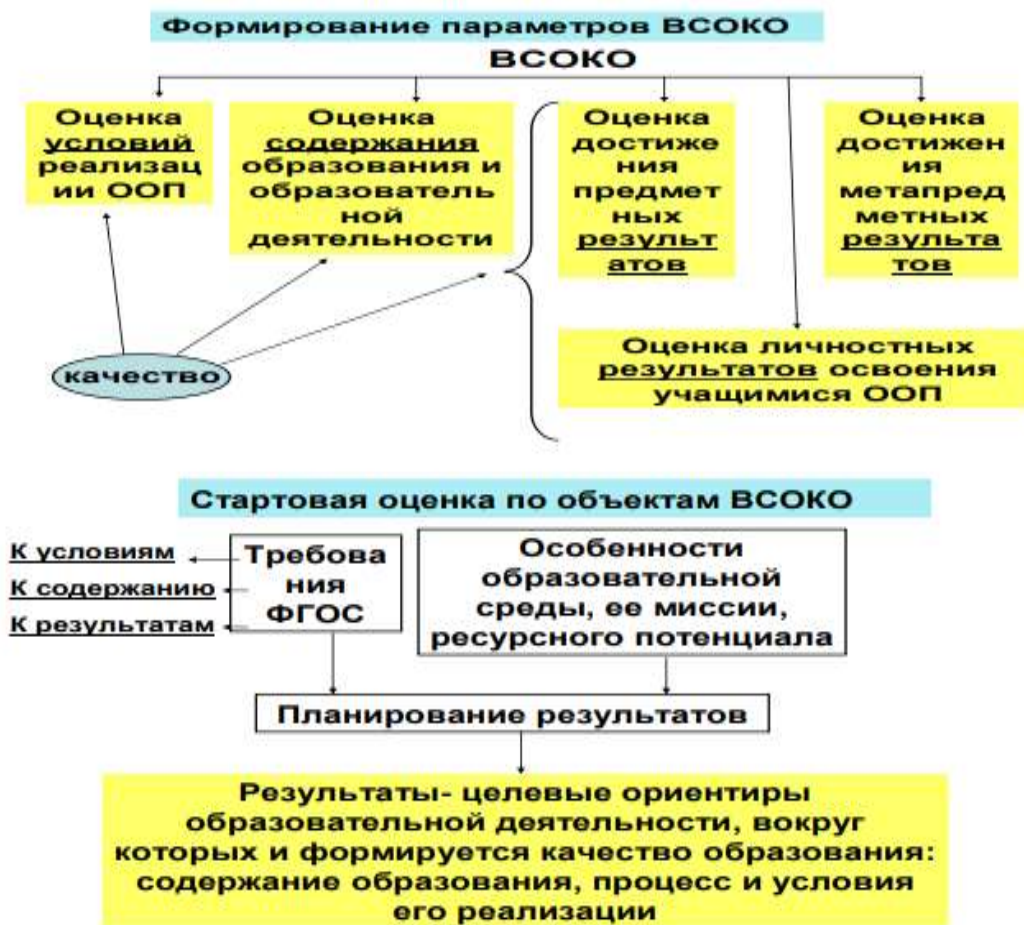 Формирование параметров ВСОКО
ВСОКО
Оценка
условий
реализац
ии ООП
Оценка
содержания
образования и
образователь
ной
деятельности
Оценка
достиже
ния
предмет
ных
результ
атов
Оценка
достижен
ия
метапред
метных
результа
тов
качество
Оценка личностных
результатов освоения
учащимися ООП
Стартовая оценка по объектам ВСОКО
К условиям
К содержанию
К результатам
Требова
ния
ФГОС
Особенности
образовательной
среды, ее миссии,
ресурсного потенциала
Планирование результатов
Результаты- целевые ориентиры
образовательной деятельности, вокруг
которых и формируется качество образования:
содержание образования, процесс и условия
его реализации